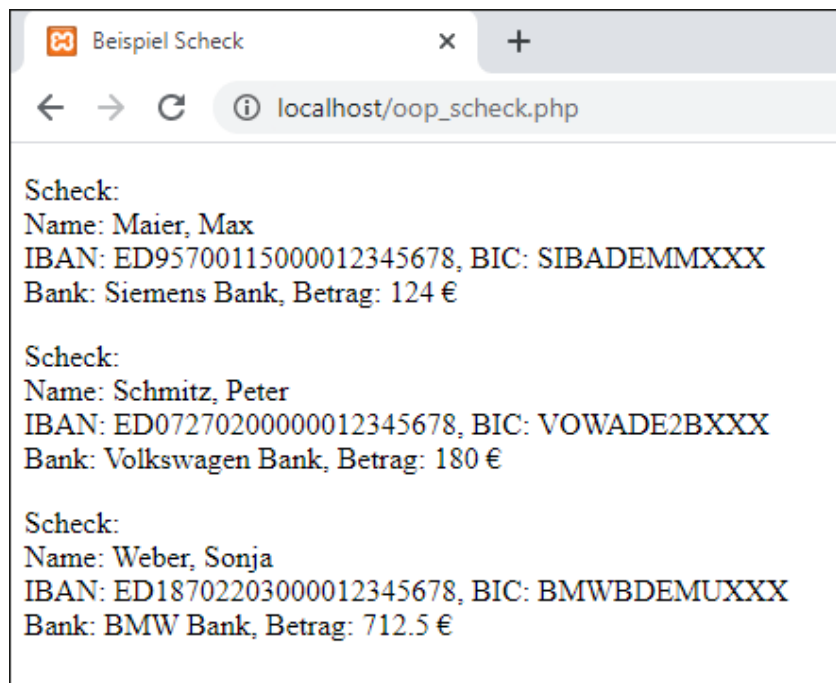 Beispiel Scheck
localhost/oop_scheck.php
Scheck:
Name: Maier, Max
IBAN: ED95700115000012345678, BIC: SIBADEMMXXX
Bank: Siemens Bank, Betrag: 124 €
Scheck:
Name: Schmitz, Peter
IBAN: ED07270200000012345678, BIC: VOWADE2BXXX
Bank: Volkswagen Bank, Betrag: 180 €
Scheck:
Name: Weber, Sonja
IBAN: ED18702203000012345678, BIC: BMWBDEMUXXX
Bank: BMW Bank, Betrag: 712.5 €